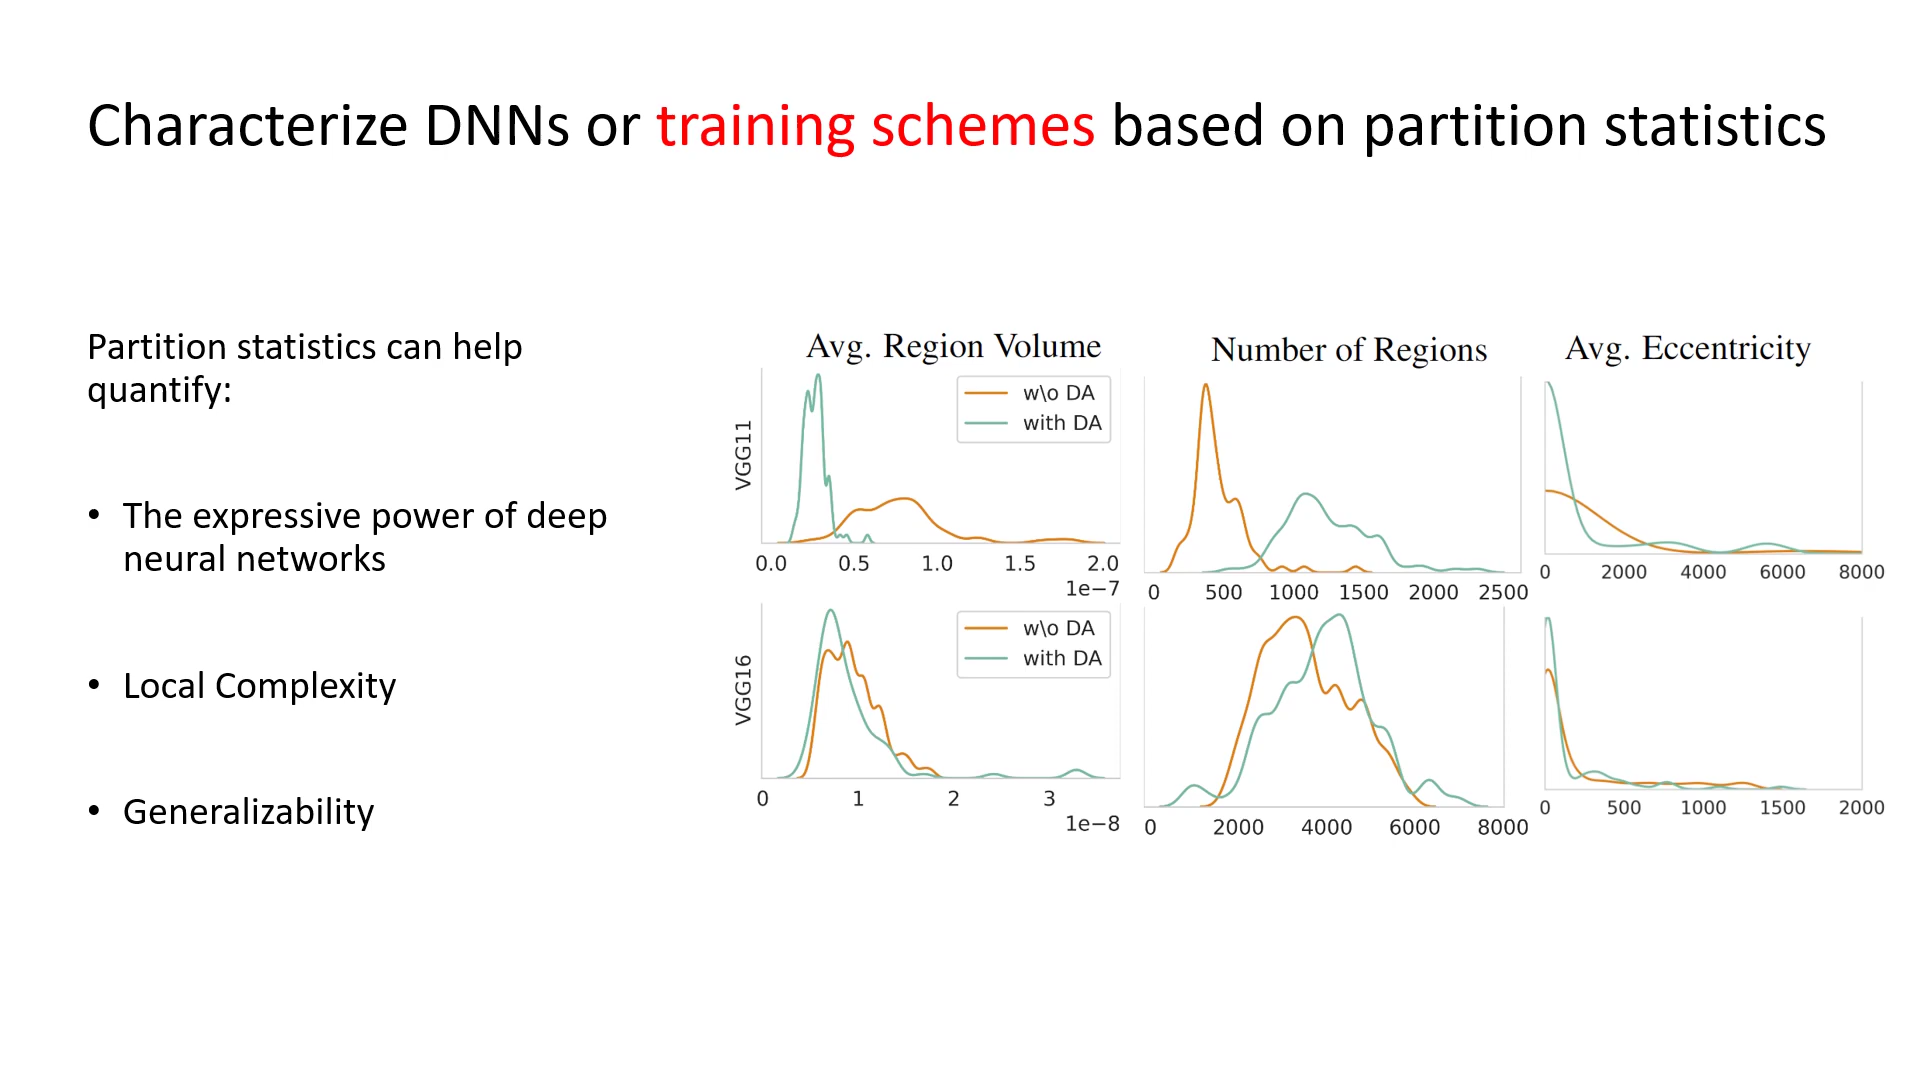 Characterize DNNs or training schemes based on partition statistics
Partition statistics can help
quantify:
• The expressive power of deep
neural networks
• Local Complexity
• Generalizability
Avg. Region Volume
Number of Regions
Avg. Eccentricity
VGG11
w\o DA
with DA
0.0 0.5 1.0 1.5 2.0
1e−7
0 500 1000 1500 2000 2500
0 2000 4000 6000 8000
VGG16
w\o DA
with DA
0 1 2 3
1e−8
0 2000 4000 6000 8000
0 500 1000 1500 2000